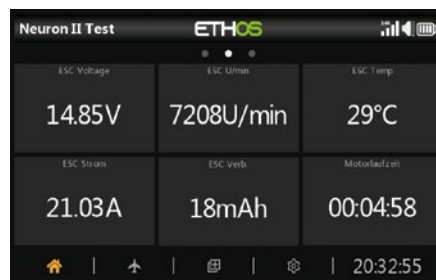 Neuron II Test
ETHOS
ESC Voltage
ESC U/min
ESC Temp
14.85V
7208U/min
29°C
ESC Strom
ESC Verb.
Motorlaufzeit
21.03A
18mAh
00:04:58
20:32:55